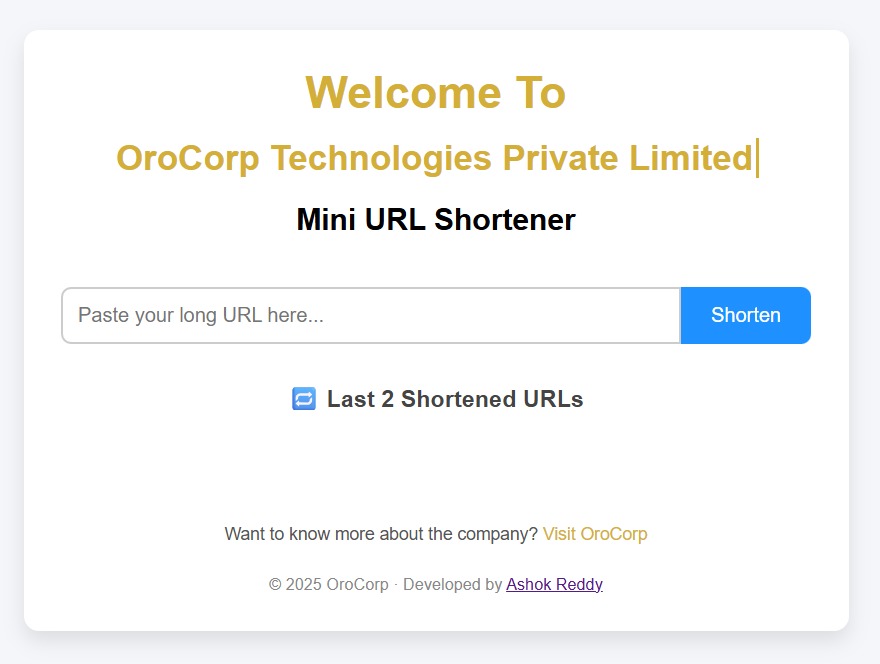 Welcome To
OroCorp Technologies Private Limited
Mini URL Shortener
Paste your long URL here...
Shorten
🔁 Last 2 Shortened URLs
Want to know more about the company? Visit OroCorp
© 2025 OroCorp · Developed by Ashok Reddy